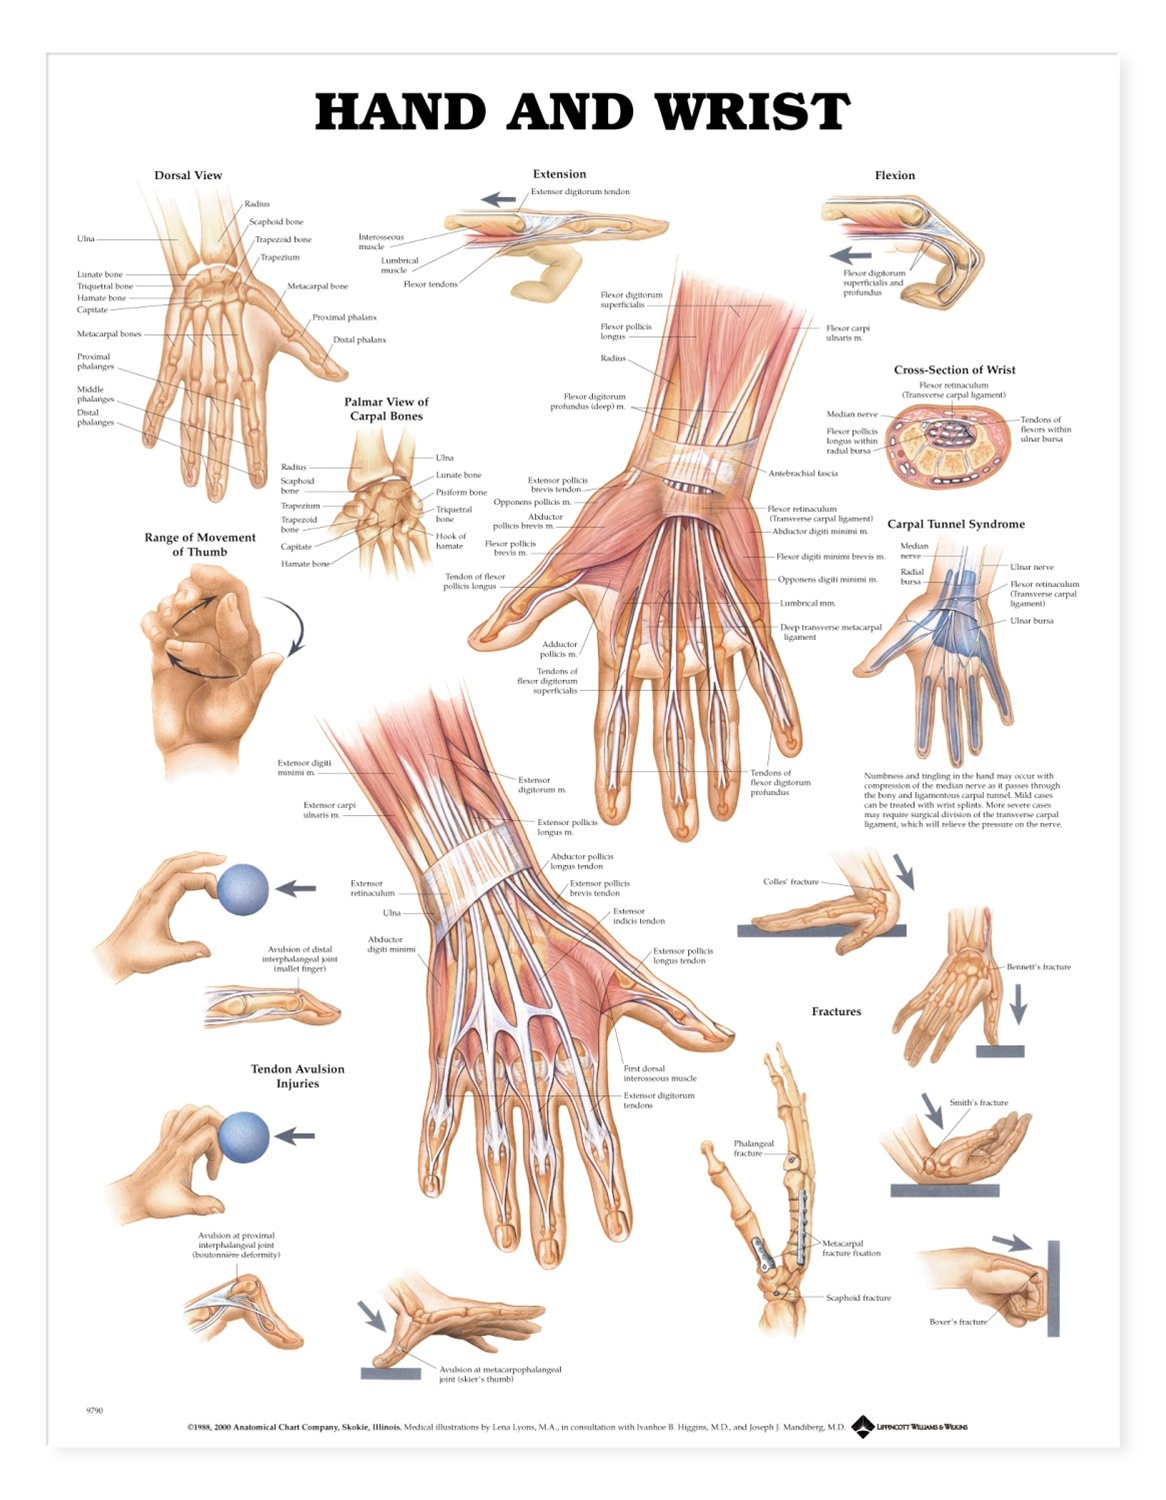 HAND AND WRIST
Dorsal View
Radius
Scaphoid bone
Trapezoid bone
Trapezium
Metacarpal bone
Proximal phalanx
Distal phalanx
Ulna
Lunate bone
Triquetral bone
Hamate bone
Capitate
Metacarpal bones
Proximal
phalanges
Middle
phalanges
Distal
phalanges
Extension
Extensor digitorum tendon
Interosseous
muscle
Lumbrical
muscle
Flexor tendons
Flexion
Flexor digitorum
superficialis and
profundus
Palmar View of
Carpal Bones
Radius
Scaphoid
bone
Trapezium
Trapezoid
bone
Capitate
Hamate bone
Ulna
Lunate bone
Pisiform bone
Triquetral
bone
Hook of
hamate
Flexor digitorum
superficialis
Flexor pollicis
longus
Radius
Flexor digitorum
profundus (deep) m.
Extensor pollicis
brevis tendon
Opponens pollicis m.
Abductor
pollicis brevis m.
Flexor pollicis
brevis m.
Tendon of flexor
pollicis longus
Adductor
pollicis m.
Tendons of
flexor digitorum
superficialis
Flexor carpi
ulnaris m.
Antebrachial fascia
Flexor retinaculum
(Transverse carpal ligament)
Abductor digiti minimi m.
Flexor digiti minimi brevis m.
Opponens digiti minimi m.
Lumbrical mm.
Deep transverse metacarpal
ligament
Tendons of
flexor digitorum
profundus
Cross-Section of Wrist
Flexor retinaculum
(Transverse carpal ligament)
Median nerve
Flexor pollicis
longus within
radial bursa
Tendons of
flexors within
ulnar bursa
Carpal Tunnel Syndrome
Median
nerve
Radial
bursa
Ulnar nerve
Flexor retinaculum
(Transverse carpal
ligament)
Ulnar bursa
Numbness and tingling in the hand may occur with
compression of the median nerve as it passes through
the bony and ligamentous carpal tunnel. Mild cases
can be treated with wrist splints. More severe cases
may require surgical division of the transverse carpal
ligament, which will relieve the pressure on the nerve.
Range of Movement
of Thumb
Extensor digiti
minimi m.
Extensor carpi
ulnaris m.
Extensor
retinaculum
Ulna
Abductor
digiti minimi
Extensor
digitorum m.
Extensor pollicis
longus m.
Abductor pollicis
longus tendon
Extensor pollicis
brevis tendon
Extensor
indicis tendon
Extensor pollicis
longus tendon
First dorsal
interosseous muscle
Extensor digitorum
tendons
Avulsion of distal
interphalangeal joint
(mallet finger)
Tendon Avulsion
Injuries
Avulsion at proximal
interphalangeal joint
(boutonnière deformity)
Avulsion at metacarpophalangeal
joint (skier's thumb)
Colles' fracture
Bennett's fracture
Fractures
Smith's fracture
Phalangeal
fracture
Metacarpal
fracture fixation
Scaphoid fracture
Boxer's fracture
9790
©1988, 2000 Anatomical Chart Company, Skokie, Illinois. Medical illustrations by Lena Lyons, M.A., in consultation with Ivanhoe B. Higgins, M.D., and Joseph J. Mandiberg, M.D.
LIPPINCOTT WILLIAMS & WILKINS